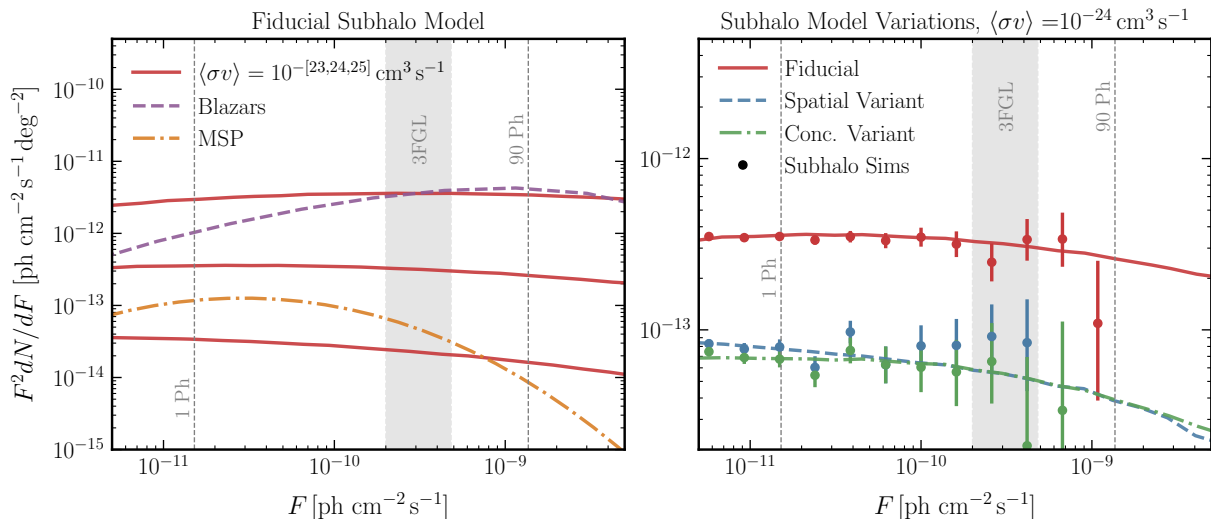 Fiducial Subhalo Model
⟨σv⟩ = 10^{-[23,24,25]} cm³ s⁻¹
Blazars
MSP
1 Ph
3FGL
90 Ph
10⁻¹⁰
10⁻¹¹
10⁻¹²
10⁻¹³
10⁻¹⁴
10⁻¹⁵
F² dN/dF [ph cm⁻² s⁻¹ deg⁻²]
10⁻¹¹ 10⁻¹⁰ 10⁻⁹
F [ph cm⁻² s⁻¹]
Subhalo Model Variations, ⟨σv⟩ =10⁻²⁴ cm³ s⁻¹
Fiducial
Spatial Variant
Conc. Variant
Subhalo Sims
1 Ph
3FGL
90 Ph
10⁻¹²
10⁻¹³
10⁻¹¹ 10⁻¹⁰ 10⁻⁹
F [ph cm⁻² s⁻¹]